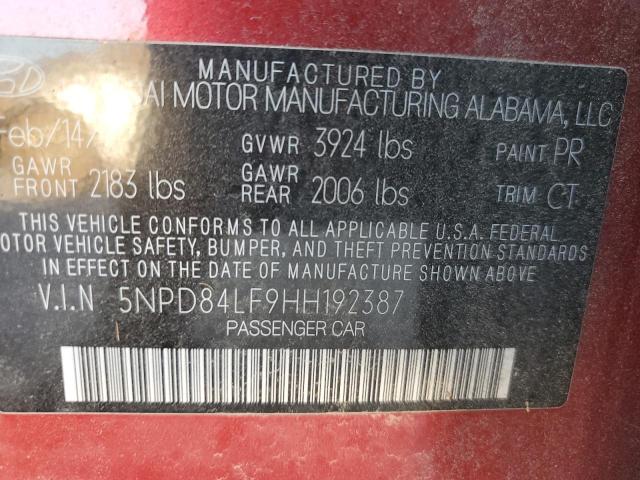 MANUFACTURED BY
AI MOTOR MANUFACTURING ALABAMA, LLC
Feb/14/ GVWR 3924 lbs PAINT PR
GAWR FRONT 2183 lbs GAWR REAR 2006 lbs TRIM CT
THIS VEHICLE CONFORMS TO ALL APPLICABLE U.S.A. FEDERAL
MOTOR VEHICLE SAFETY, BUMPER, AND THEFT PREVENTION STANDARDS
IN EFFECT ON THE DATE OF MANUFACTURE SHOWN ABOVE.
V.I.N 5NPD84LF9HH192387
PASSENGER CAR